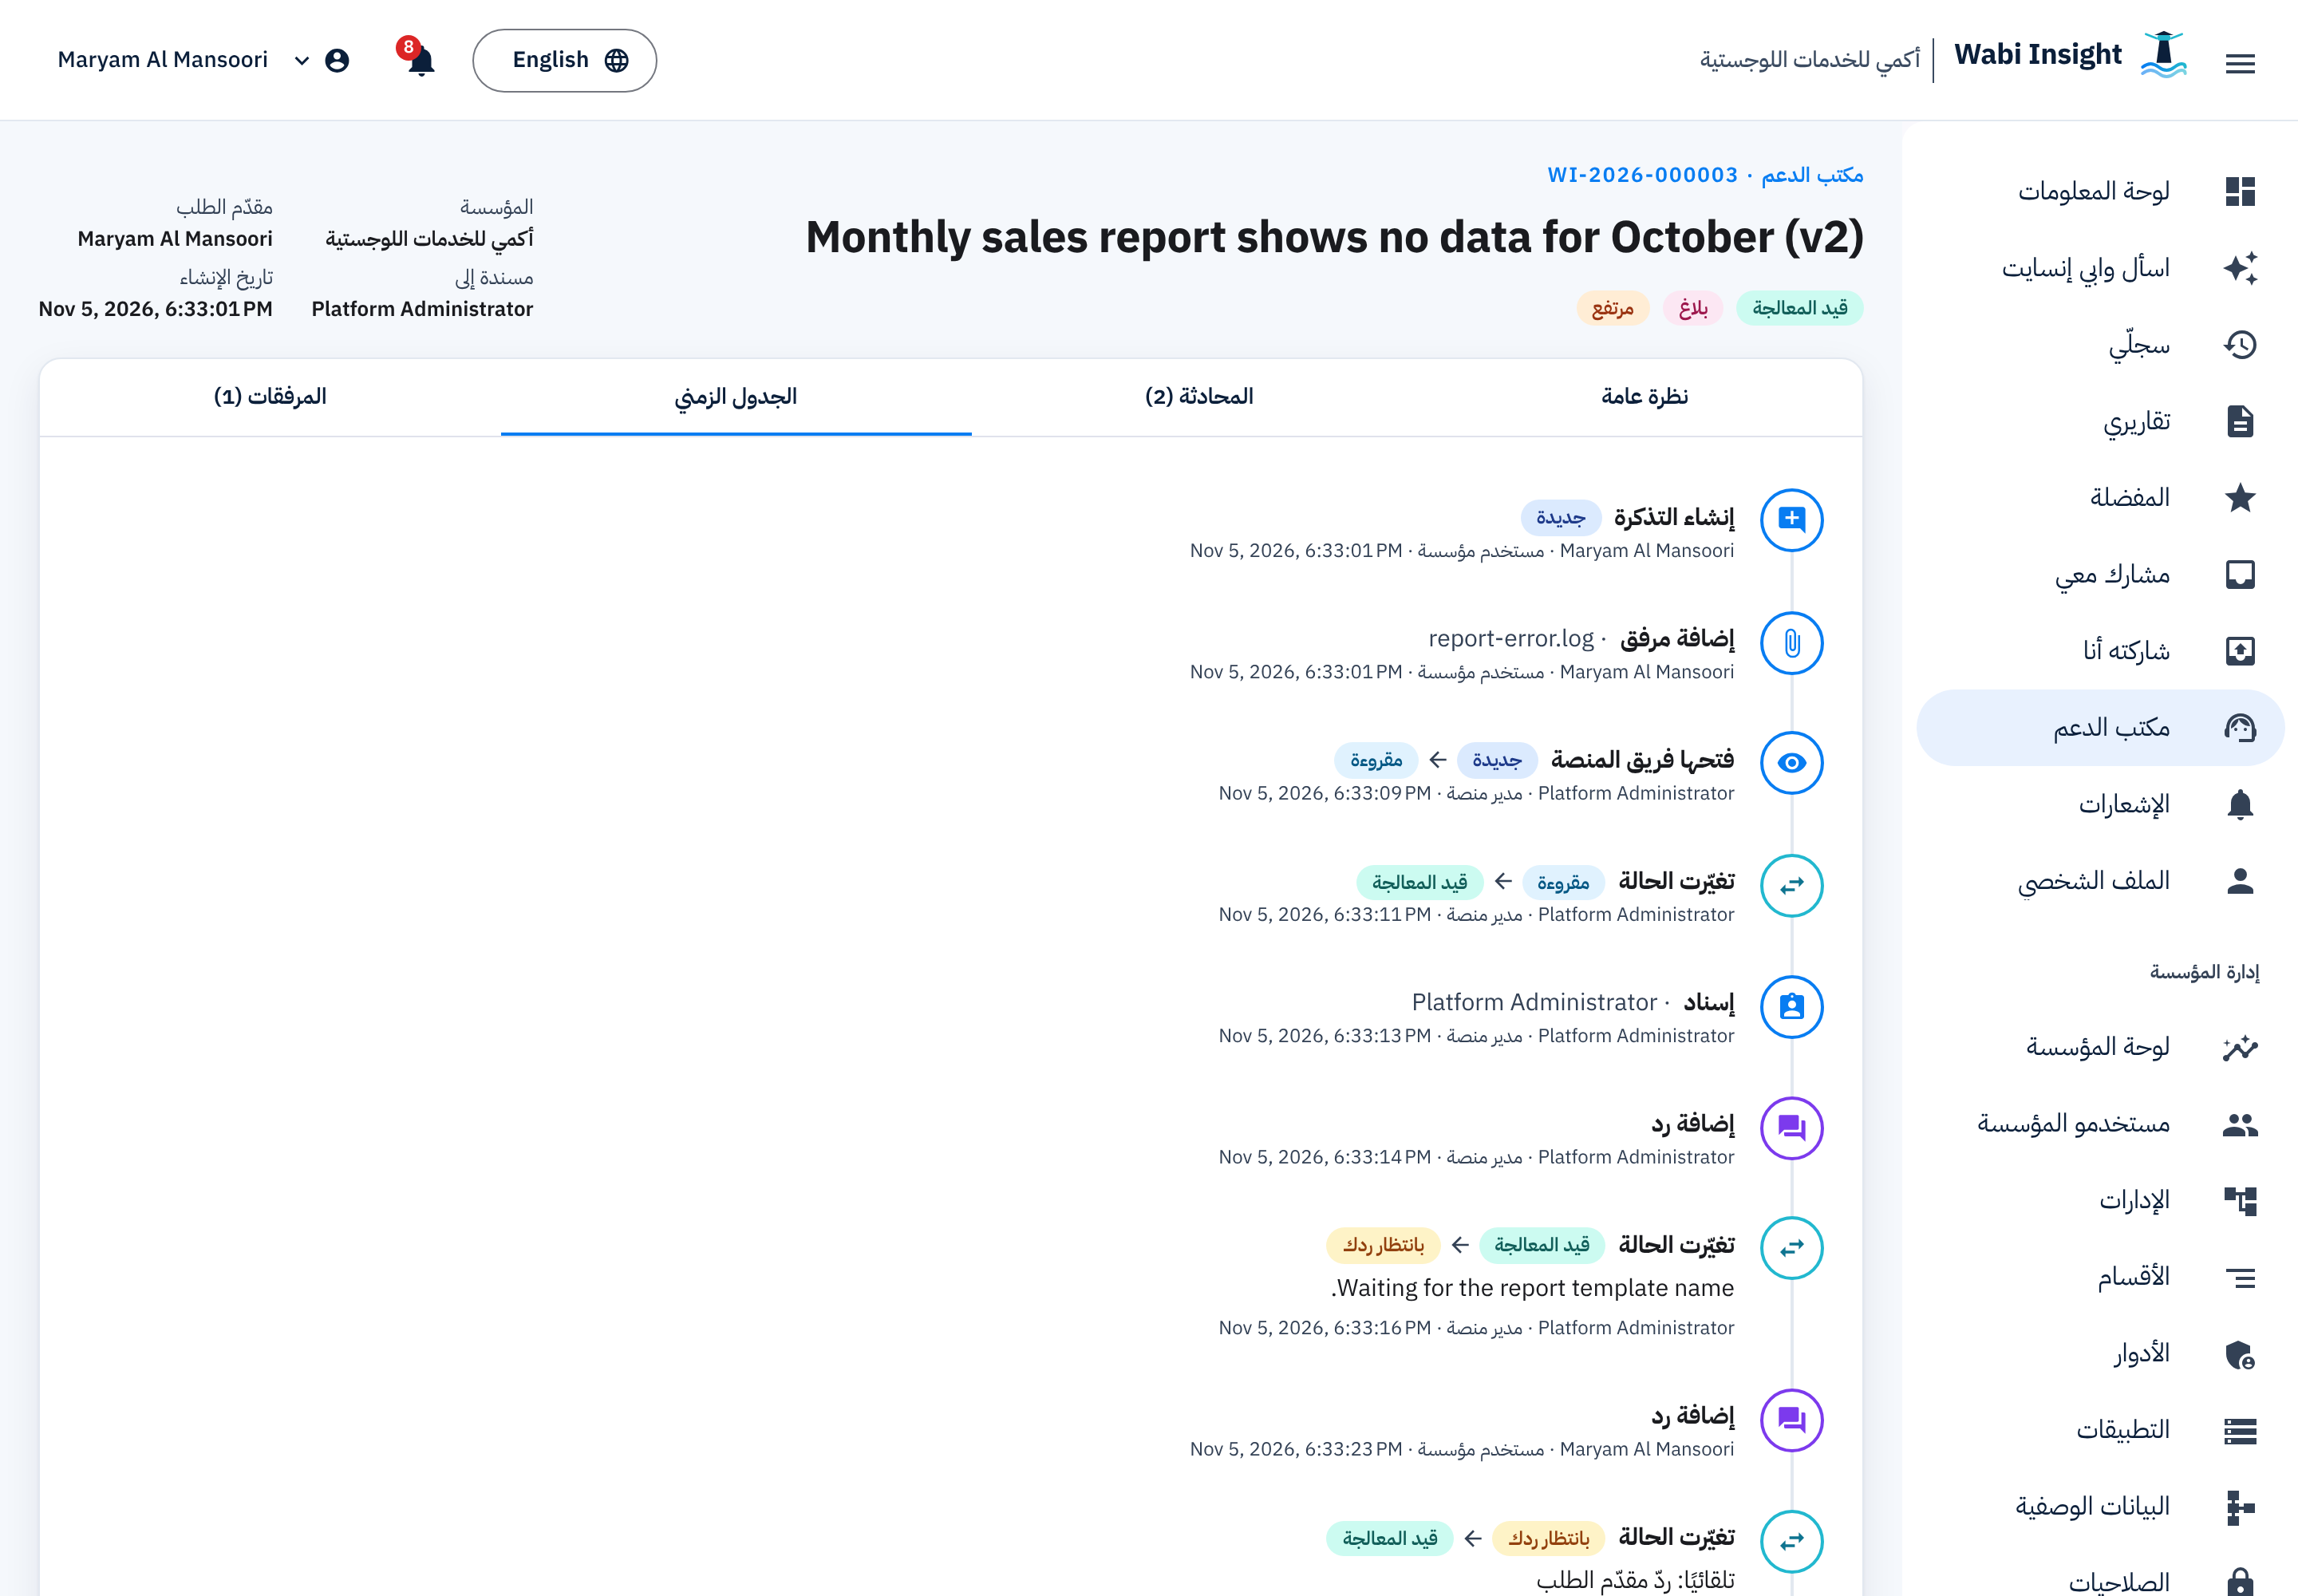 Wabi Insight
أكمي للخدمات اللوجستية
English
8
Maryam Al Mansoori
لوحة المعلومات
اسأل وابي إنسايت
سجلّي
تقاريري
المفضلة
مشارك معي
شاركته أنا
مكتب الدعم
الإشعارات
الملف الشخصي
إدارة المؤسسة
لوحة المؤسسة
مستخدمو المؤسسة
الإدارات
الأقسام
الأدوار
التطبيقات
البيانات الوصفية
الصلاحيات
مكتب الدعم · WI-2026-000003
Monthly sales report shows no data for October (v2)
قيد المعالجة بلاغ مرتفع
المؤسسة
أكمي للخدمات اللوجستية
مقدّم الطلب
Maryam Al Mansoori
مسندة إلى
Platform Administrator
تاريخ الإنشاء
Nov 5, 2026, 6:33:01 PM
نظرة عامة
المحادثة (2)
الجدول الزمني
المرفقات (1)
إنشاء التذكرة جديدة
Maryam Al Mansoori · مستخدم مؤسسة · Nov 5, 2026, 6:33:01 PM
إضافة مرفق · report-error.log
Maryam Al Mansoori · مستخدم مؤسسة · Nov 5, 2026, 6:33:01 PM
فتحها فريق المنصة جديدة ← مقروءة
Platform Administrator · مدير منصة · Nov 5, 2026, 6:33:09 PM
تغيّرت الحالة مقروءة ← قيد المعالجة
Platform Administrator · مدير منصة · Nov 5, 2026, 6:33:11 PM
إسناد · Platform Administrator
Platform Administrator · مدير منصة · Nov 5, 2026, 6:33:13 PM
إضافة رد
Platform Administrator · مدير منصة · Nov 5, 2026, 6:33:14 PM
تغيّرت الحالة قيد المعالجة ← بانتظار ردك
Waiting for the report template name.
Platform Administrator · مدير منصة · Nov 5, 2026, 6:33:16 PM
إضافة رد
Maryam Al Mansoori · مستخدم مؤسسة · Nov 5, 2026, 6:33:23 PM
تغيّرت الحالة بانتظار ردك ← قيد المعالجة
تلقائيًا: ردّ مقدّم الطلب